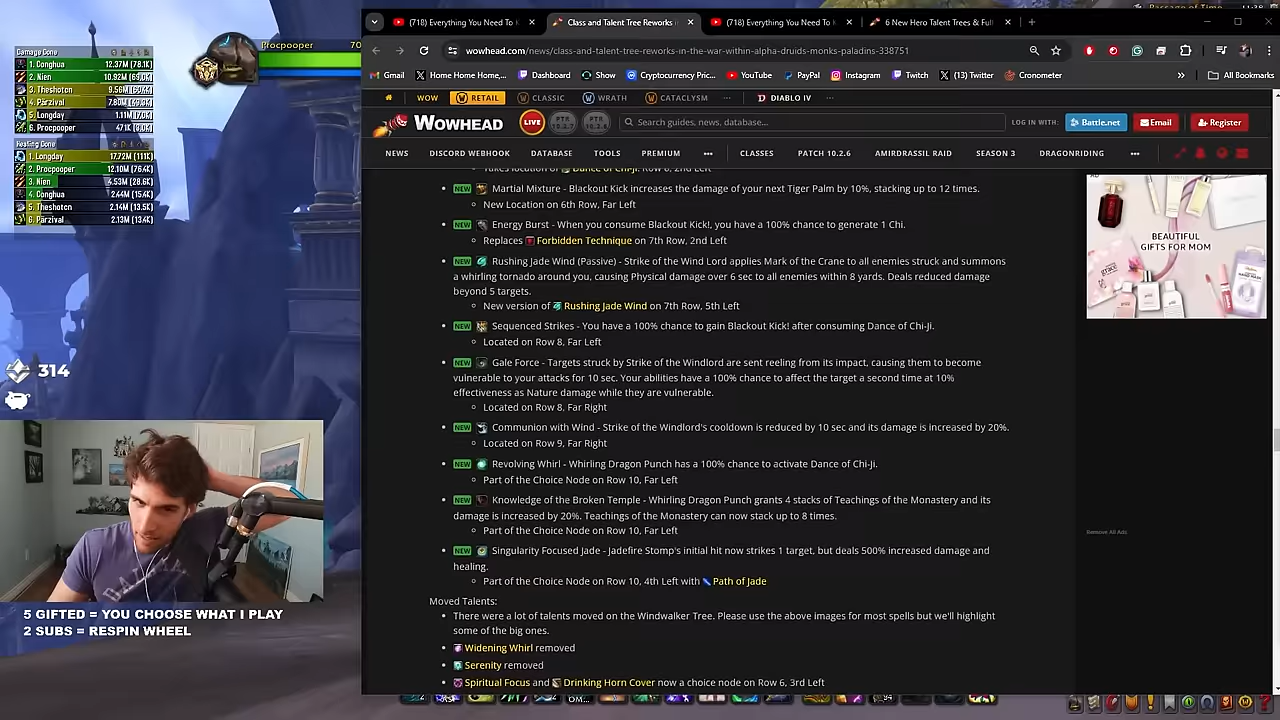 (718) Everything You Need To K
Class and Talent Tree Reworks i
(718) Everything You Need To K
6 New Hero Talent Trees & Full
wowhead.com/news/class-and-talent-tree-reworks-in-the-war-within-alpha-druids-monks-paladins-338751
Gmail
Home Home Home,...
Dashboard
Show
Cryptocurrency Pric...
YouTube
PayPal
Instagram
Twitch
(13) Twitter
Cronometer
All Bookmarks
WOW
RETAIL
CLASSIC
WRATH
CATACLYSM
DIABLO IV
WOWHEAD
LIVE
PTR
PTR
Search guides, news, database...
LOG IN WITH:
Battle.net
Email
Register
NEWS
DISCORD WEBHOOK
DATABASE
TOOLS
PREMIUM
CLASSES
PATCH 10.2.6
AMIRDRASSIL RAID
SEASON 3
DRAGONRIDING
Damage Done
1. Conghua 12.37M (78.1K)
2. Nien 10.92M
3. Theshoton 9.56M
4. Parzival 7.80M
5. Longday 1.11M
6. Procpooper
Healing Done
1. Longday 17.72M (111K)
2. Procpooper 12.10M (76.4K)
3. Nien 4.53M (28.6K)
4. Conghua 2.44M (15.4K)
5. Theshoton 2.14M (13.5K)
6. Parzival 2.13M (13.4K)
Procpooper
70
314
5 GIFTED = YOU CHOOSE WHAT I PLAY
2 SUBS = RESPIN WHEEL
NEW Martial Mixture - Blackout Kick increases the damage of your next Tiger Palm by 10%, stacking up to 12 times.
New Location on 6th Row, Far Left
NEW Energy Burst - When you consume Blackout Kick!, you have a 100% chance to generate 1 Chi.
Replaces Forbidden Technique on 7th Row, 2nd Left
NEW Rushing Jade Wind (Passive) - Strike of the Wind Lord applies Mark of the Crane to all enemies struck and summons
a whirling tornado around you, causing Physical damage over 6 sec to all enemies within 8 yards. Deals reduced damage
beyond 5 targets.
New version of Rushing Jade Wind on 7th Row, 5th Left
NEW Sequenced Strikes - You have a 100% chance to gain Blackout Kick! after consuming Dance of Chi-Ji.
Located on Row 8, Far Left
NEW Gale Force - Targets struck by Strike of the Windlord are sent reeling from its impact, causing them to become
vulnerable to your attacks for 10 sec. Your abilities have a 100% chance to affect the target a second time at 10%
effectiveness as Nature damage while they are vulnerable.
Located on Row 8, Far Right
NEW Communion with Wind - Strike of the Windlord's cooldown is reduced by 10 sec and its damage is increased by 20%.
Located on Row 9, Far Right
NEW Revolving Whirl - Whirling Dragon Punch has a 100% chance to activate Dance of Chi-Ji.
Part of the Choice Node on Row 10, Far Left
NEW Knowledge of the Broken Temple - Whirling Dragon Punch grants 4 stacks of Teachings of the Monastery and its
damage is increased by 20%. Teachings of the Monastery can now stack up to 8 times.
Part of the Choice Node on Row 10, Far Left
NEW Singularity Focused Jade - Jadefire Stomp's initial hit now strikes 1 target, but deals 500% increased damage and
healing.
Part of the Choice Node on Row 10, 4th Left with Path of Jade
Moved Talents:
There were a lot of talents moved on the Windwalker Tree. Please use the above images for most spells but we'll highlight
some of the big ones.
Widening Whirl removed
Serenity removed
Spiritual Focus and Drinking Horn Cover now a choice node on Row 6, 3rd Left
BEAUTIFUL
GIFTS FOR MOM
Remove All Ads